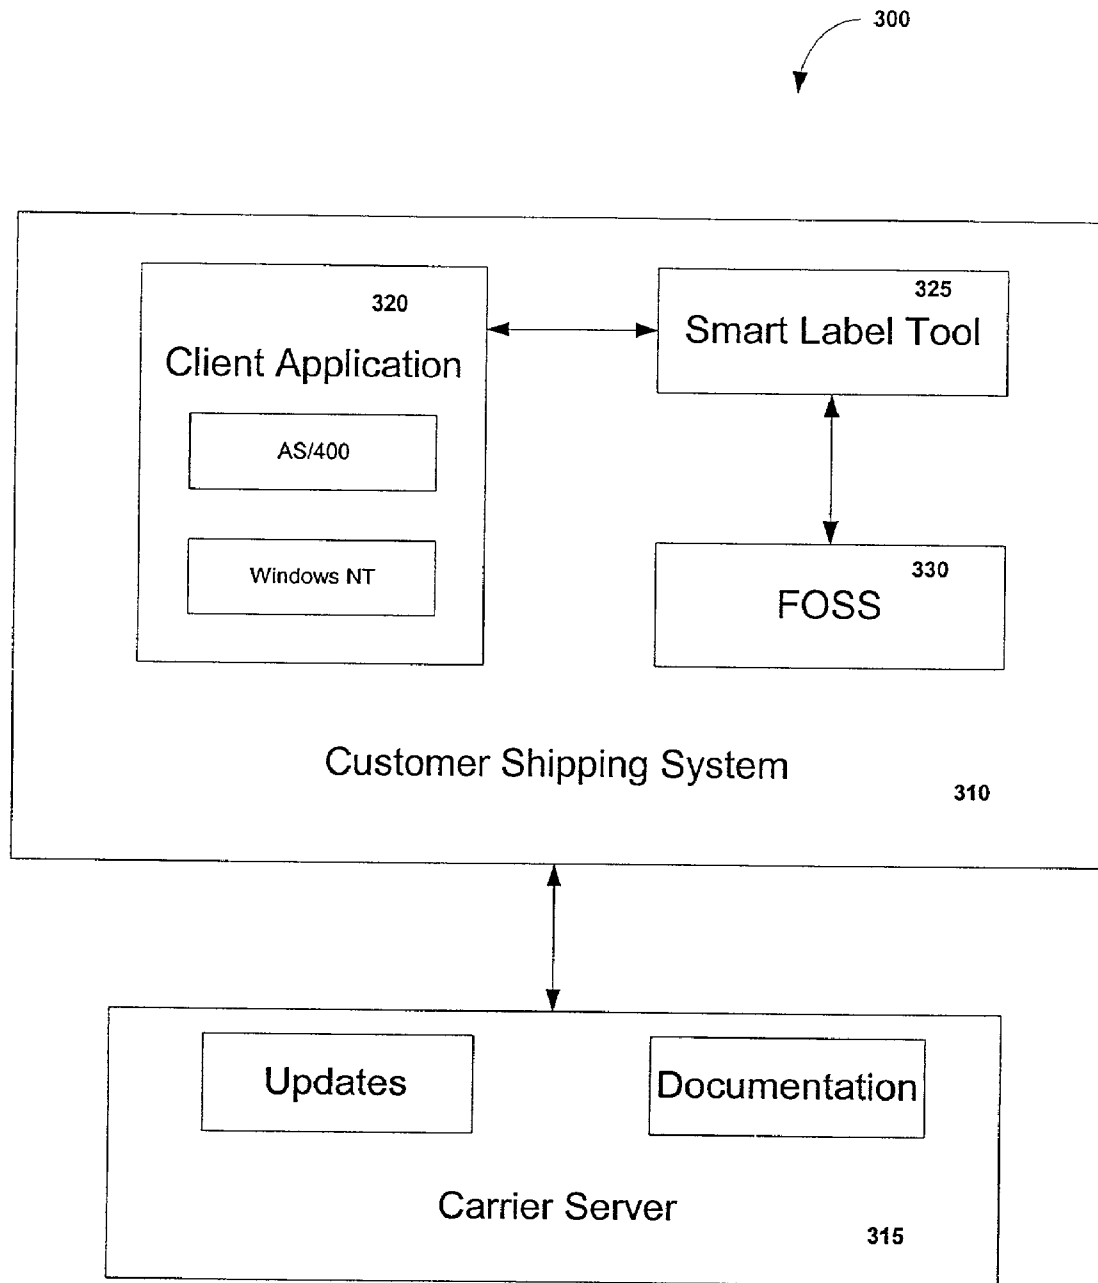 300
320
Client Application
AS/400
Windows NT
325
Smart Label Tool
330
FOSS
Customer Shipping System
310
Updates
Documentation
Carrier Server
315